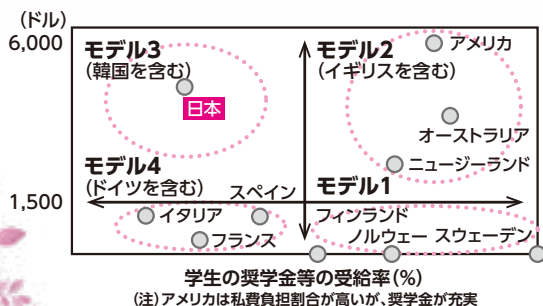 (ドル)
6,000
モデル3
(韓国を含む)
日本
モデル2
(イギリスを含む)
アメリカ
オーストラリア
ニュージーランド
モデル4
(ドイツを含む)
スペイン
モデル1
1,500
イタリア
フランス
フィンランド
ノルウェー スウェーデン
学生の奨学金等の受給率(%)
(注)アメリカは私費負担割合が高いが、奨学金が充実